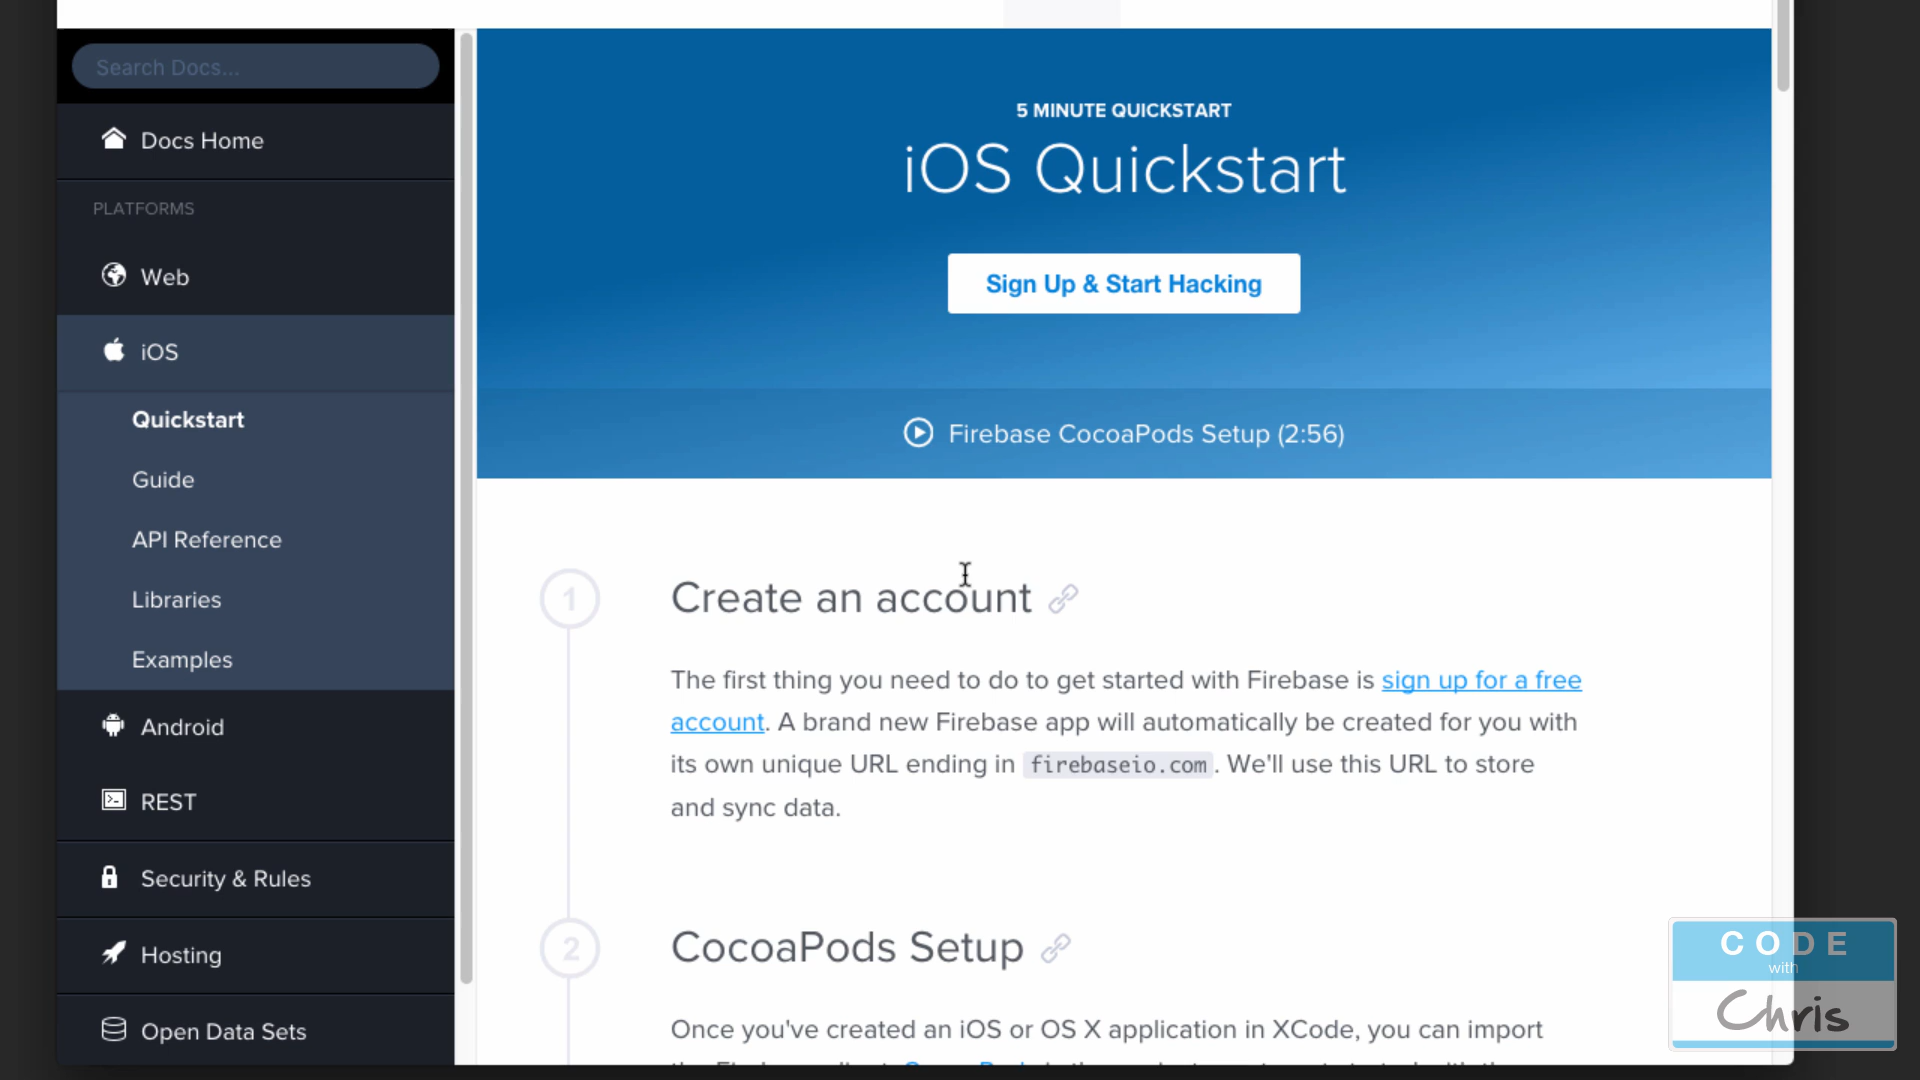 Search Docs...
Docs Home
PLATFORMS
Web
iOS
Quickstart
Guide
API Reference
Libraries
Examples
Android
REST
Security & Rules
Hosting
Open Data Sets
5 MINUTE QUICKSTART
iOS Quickstart
Sign Up & Start Hacking
Firebase CocoaPods Setup (2:56)
1
Create an account
The first thing you need to do to get started with Firebase is sign up for a free
account. A brand new Firebase app will automatically be created for you with
its own unique URL ending in firebaseio.com. We'll use this URL to store
and sync data.
2
CocoaPods Setup
Once you've created an iOS or OS X application in XCode, you can import
CODE
with
Chris